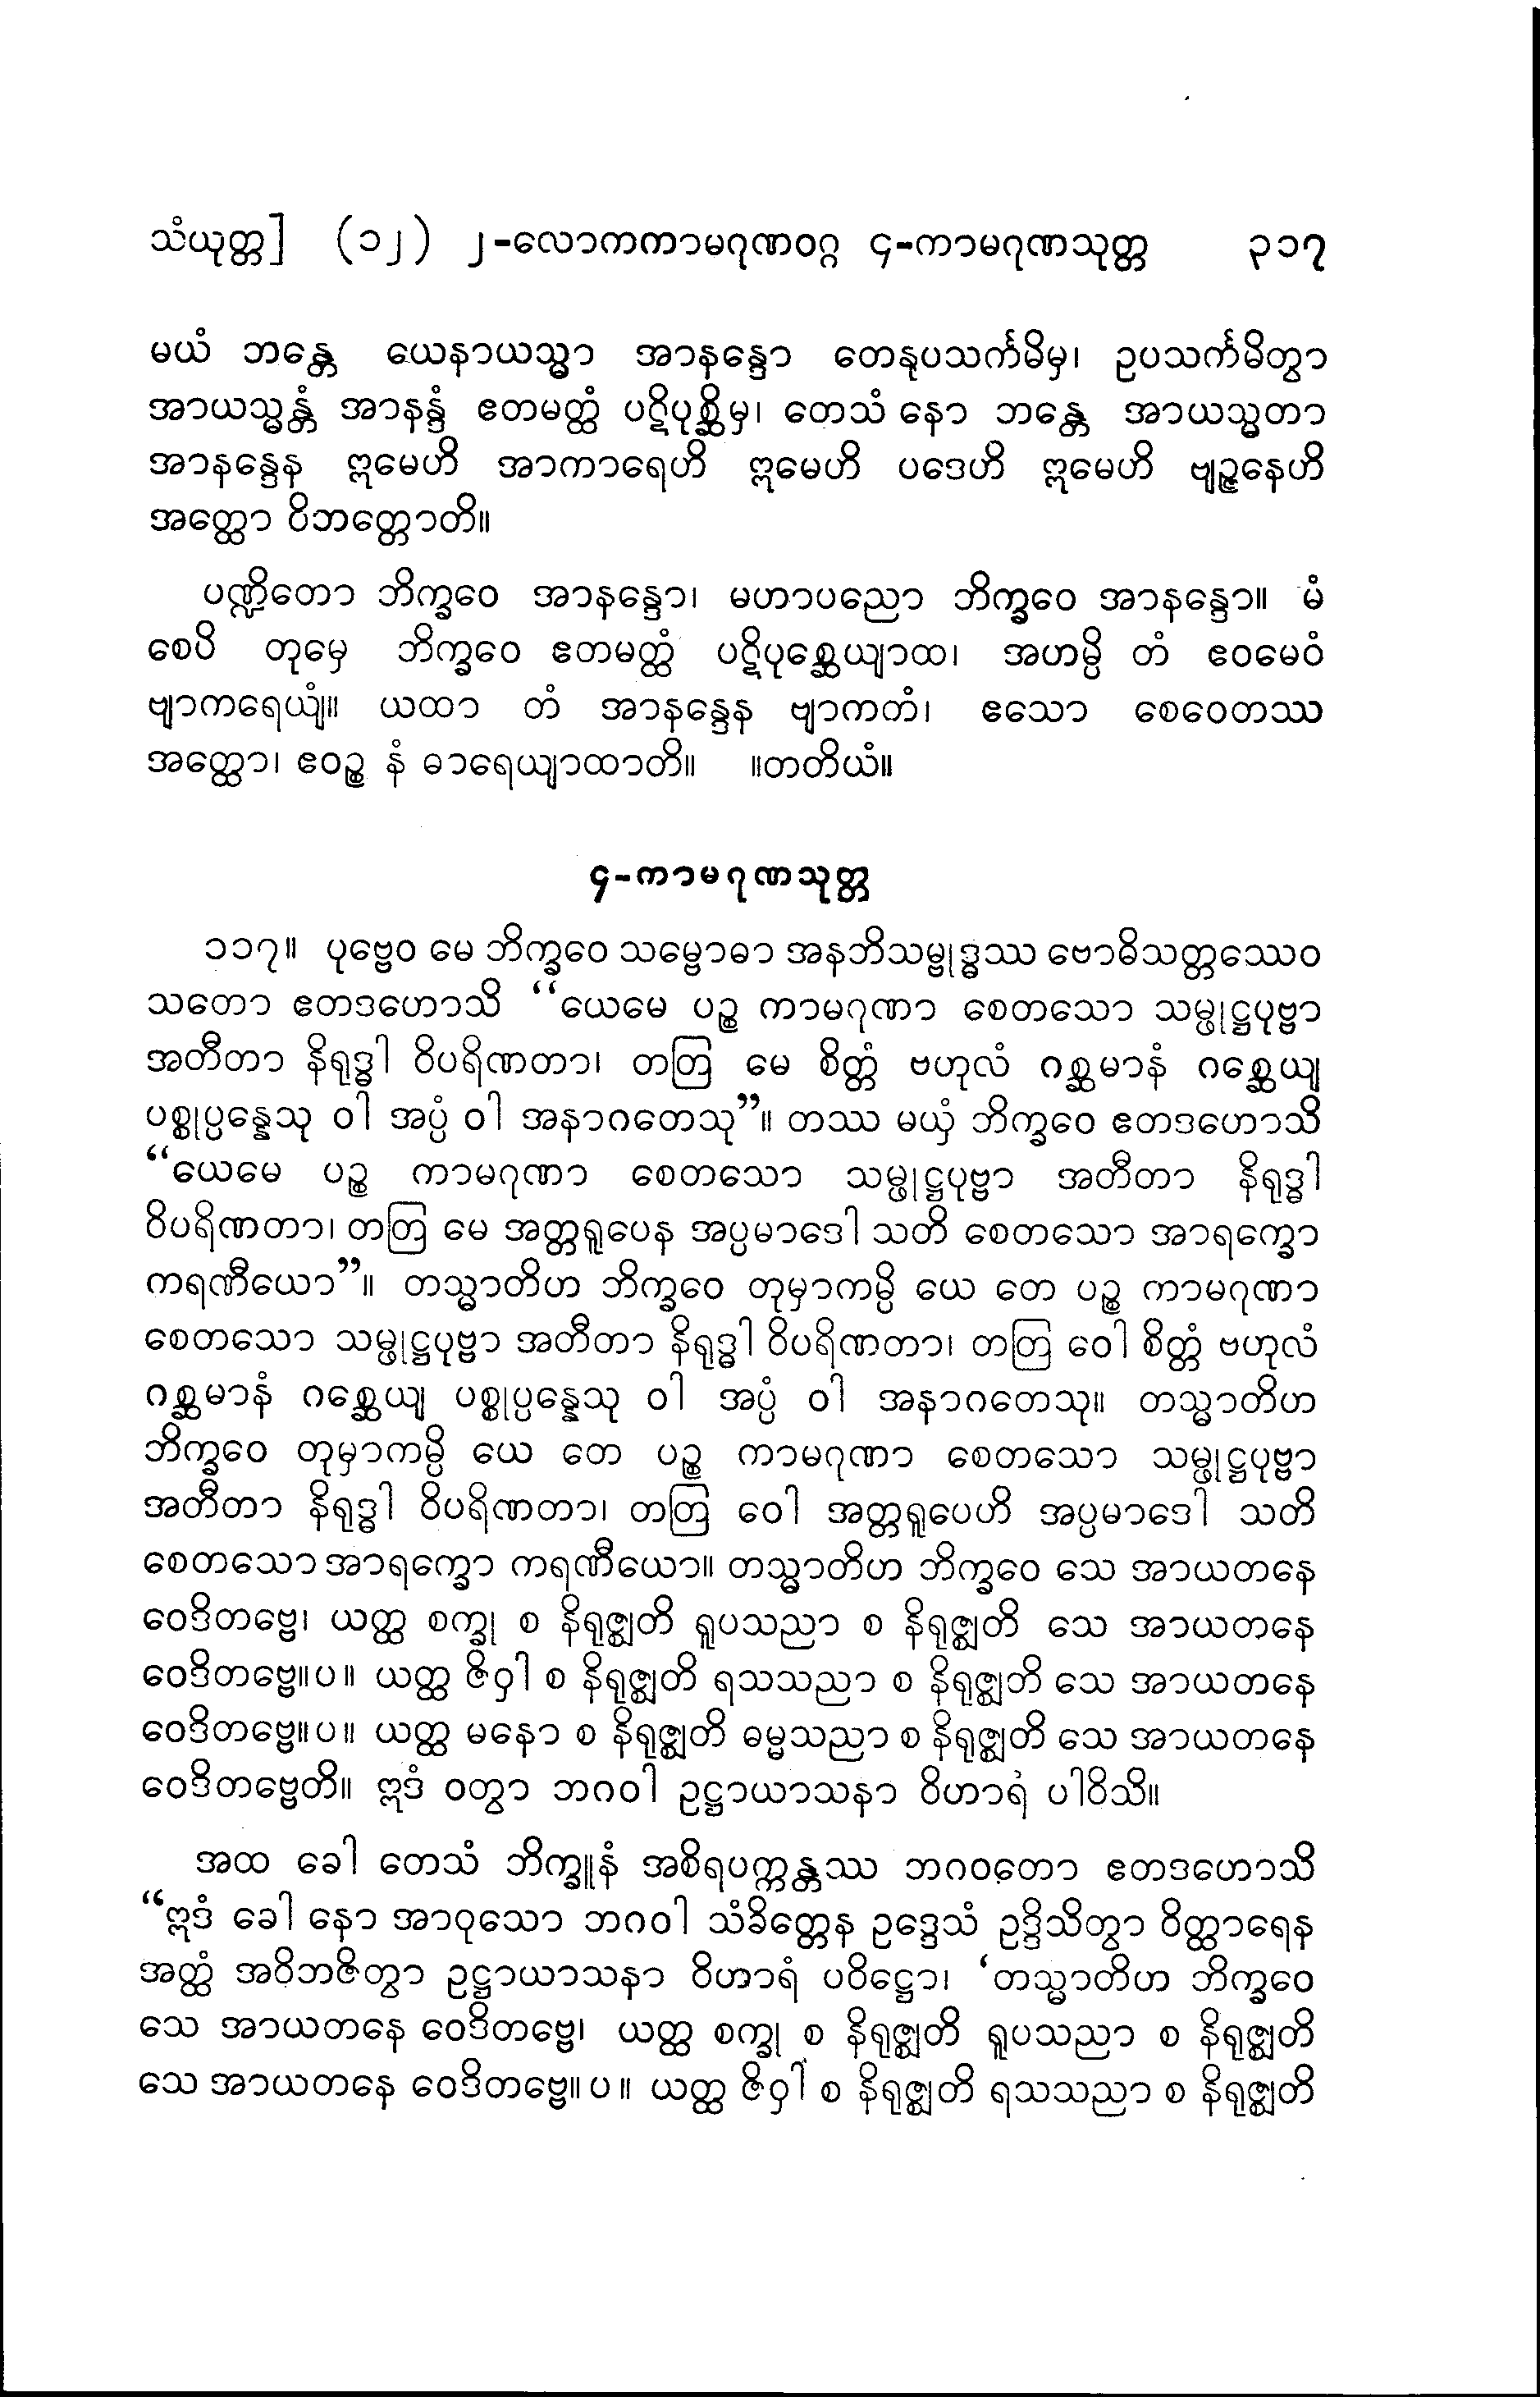 သံယုတ္တ] (၁၂) ၂-လောကကာမဂုဏဝဂ္ဂ ၄-ကာမဂုဏသုတ္တ ၃၁၇
မယံ ဘန္တေ ယေနာယသ္မာ အာနန္ဒော တေနုပသင်္ကမိမှ၊ ဥပသင်္ကမိတွာ
အာယသ္မန္တံ အာနန္ဒံ ဧတမတ္ထံ ပဋိပုစ္ဆိမှ၊ တေသံ နော ဘန္တေ အာယသ္မတာ
အာနန္ဒေန ဣမေဟိ အာကာရေဟိ ဣမေဟိ ပဒေဟိ ဣမေဟိ ဗျဉ္ဇနေဟိ
အတ္ထော ဝိဘတ္တောတိ။
ပဏ္ဍိတော ဘိက္ခဝေ အာနန္ဒော၊ မဟာပညော ဘိက္ခဝေ အာနန္ဒော။ မံ
စေပိ တုမှေ ဘိက္ခဝေ ဧတမတ္ထံ ပဋိပုစ္ဆေယျာထ၊ အဟမ္ပိ တံ ဧဝမေဝံ
ဗျာကရေယျံ။ ယထာ တံ အာနန္ဒေန ဗျာကတံ၊ ဧသော စေဝေတဿ
အတ္ထော၊ ဧဝဉ္စ နံ ဓာရေယျာထာတိ။ ။တတိယံ။
၄-ကာမဂုဏသုတ္တ
၁၁၇။ ပုဗ္ဗေဝ မေ ဘိက္ခဝေ သမ္ဗောဓာ အနဘိသမ္ဗုဒ္ဓဿ ဗောဓိသတ္တဿေဝ
သတော ဧတဒဟောသိ “ယေမေ ပဉ္စ ကာမဂုဏာ စေတသော သမ္ဖုဋ္ဌပုဗ္ဗာ
အတီတာ နိရုဒ္ဓါ ဝိပရိဏတာ၊ တတြ မေ စိတ္တံ ဗဟုလံ ဂစ္ဆမာနံ ဂစ္ဆေယျ
ပစ္စုပ္ပန္နေသု ဝါ အပ္ပံ ဝါ အနာဂတေသု”။ တဿ မယှံ ဘိက္ခဝေ ဧတဒဟောသိ
“ယေမေ ပဉ္စ ကာမဂုဏာ စေတသော သမ္ဖုဋ္ဌပုဗ္ဗာ အတီတာ နိရုဒ္ဓါ
ဝိပရိဏတာ၊ တတြ မေ အတ္တရူပေန အပ္ပမာဒေါ သတိ စေတသော အာရက္ခော
ကရဏီယော”။ တသ္မာတိဟ ဘိက္ခဝေ တုမှာကမ္ပိ ယေ တေ ပဉ္စ ကာမဂုဏာ
စေတသော သမ္ဖုဋ္ဌပုဗ္ဗာ အတီတာ နိရုဒ္ဓါ ဝိပရိဏတာ၊ တတြ ဝေါ စိတ္တံ ဗဟုလံ
ဂစ္ဆမာနံ ဂစ္ဆေယျ ပစ္စုပ္ပန္နေသု ဝါ အပ္ပံ ဝါ အနာဂတေသု။ တသ္မာတိဟ
ဘိက္ခဝေ တုမှာကမ္ပိ ယေ တေ ပဉ္စ ကာမဂုဏာ စေတသော သမ္ဖုဋ္ဌပုဗ္ဗာ
အတီတာ နိရုဒ္ဓါ ဝိပရိဏတာ၊ တတြ ဝေါ အတ္တရူပေဟိ အပ္ပမာဒေါ သတိ
စေတသော အာရက္ခော ကရဏီယော။ တသ္မာတိဟ ဘိက္ခဝေ သေ အာယတနေ
ဝေဒိတဗ္ဗေ၊ ယတ္ထ စက္ခု စ နိရုဇ္ဈတိ ရူပသညာ စ နိရုဇ္ဈတိ သေ အာယတနေ
ဝေဒိတဗ္ဗေ။ပ။ ယတ္ထ ဇိဝှါ စ နိရုဇ္ဈတိ ရသသညာ စ နိရုဇ္ဈတိ သေ အာယတနေ
ဝေဒိတဗ္ဗေ။ပ။ ယတ္ထ မနော စ နိရုဇ္ဈတိ ဓမ္မသညာ စ နိရုဇ္ဈတိ သေ အာယတနေ
ဝေဒိတဗ္ဗေတိ။ ဣဒံ ဝတွာ ဘဂဝါ ဥဋ္ဌာယာသနာ ဝိဟာရံ ပါဝိသိ။
အထ ခေါ တေသံ ဘိက္ခူနံ အစိရပက္ကန္တဿ ဘဂဝတော ဧတဒဟောသိ
“ဣဒံ ခေါ နော အာဝုသော ဘဂဝါ သံခိတ္တေန ဥဒ္ဒေသံ ဥဒ္ဒိသိတွာ ဝိတ္ထာရေန
အတ္ထံ အဝိဘဇိတွာ ဥဋ္ဌာယာသနာ ဝိဟာရံ ပဝိဋ္ဌော၊ ‘တသ္မာတိဟ ဘိက္ခဝေ
သေ အာယတနေ ဝေဒိတဗ္ဗေ၊ ယတ္ထ စက္ခု စ နိရုဇ္ဈတိ ရူပသညာ စ နိရုဇ္ဈတိ
သေ အာယတနေ ဝေဒိတဗ္ဗေ။ပ။ ယတ္ထ ဇိဝှါ စ နိရုဇ္ဈတိ ရသသညာ စ နိရုဇ္ဈတိ